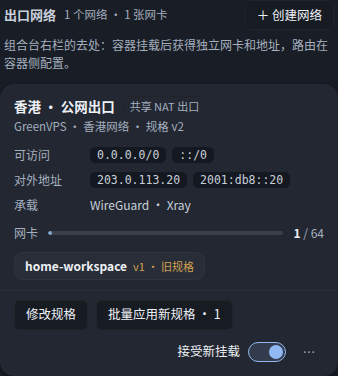 出口网络 1 个网络 · 1 张网卡 ＋ 创建网络
组合台右栏的去处：容器挂载后获得独立网卡和地址，路由在
容器侧配置。
香港 · 公网出口 共享 NAT 出口
GreenVPS · 香港网络 · 规格 v2
可访问 0.0.0.0/0 ::/0
对外地址 203.0.113.20 2001:db8::20
承载 WireGuard · Xray
网卡 1 / 64
home-workspace v1 · 旧规格
修改规格 批量应用新规格 · 1
接受新挂载 ···